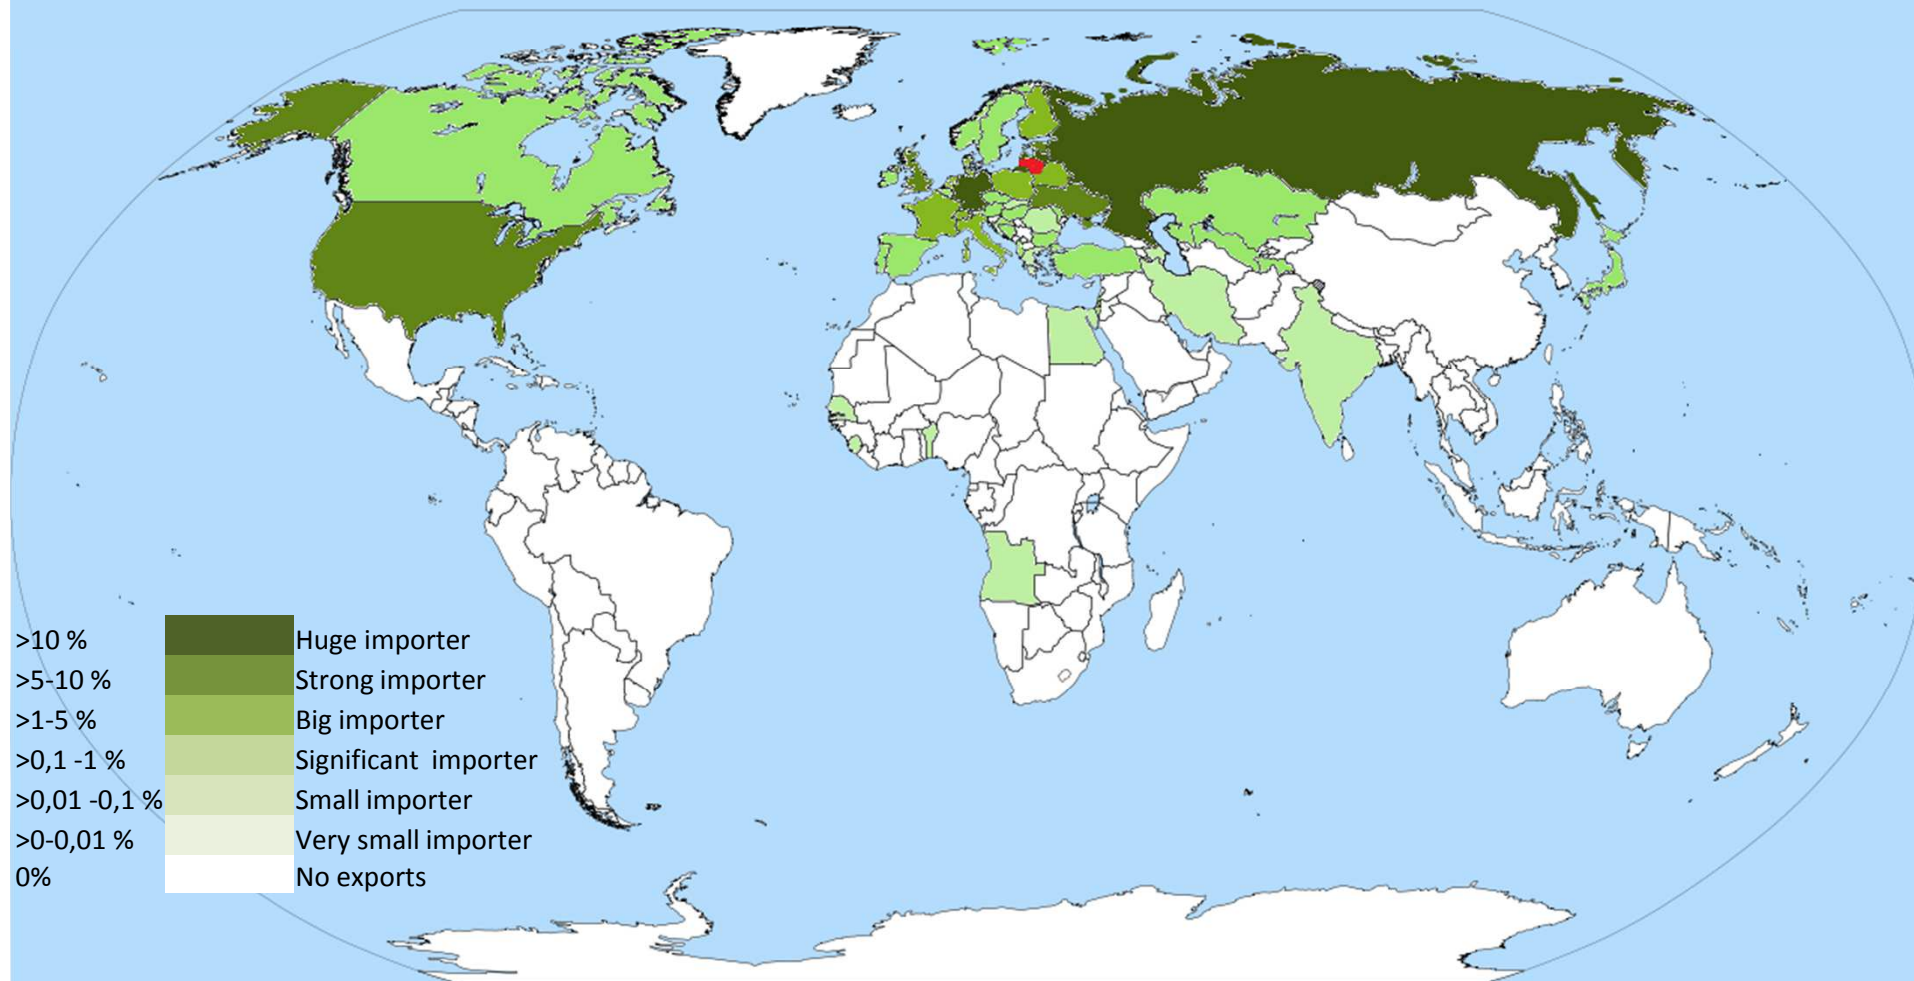 >10 % Huge importer
>5-10 % Strong importer
>1-5 % Big importer
>0,1 -1 % Significant importer
>0,01 -0,1 % Small importer
>0-0,01 % Very small importer
0% No exports